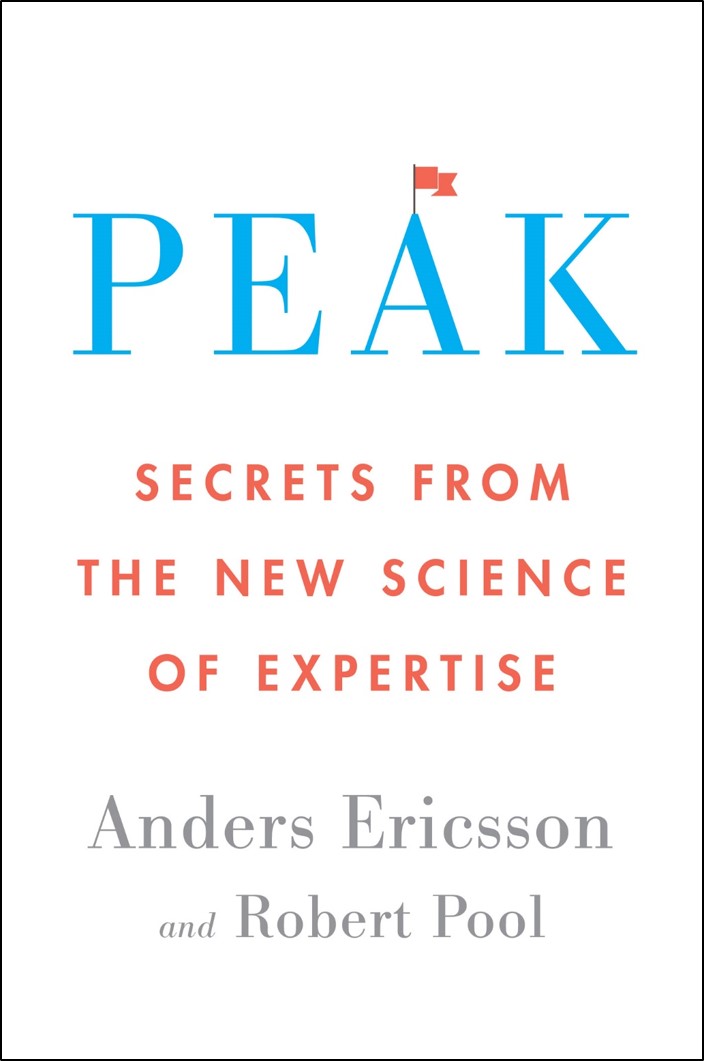 PEAK
SECRETS FROM
THE NEW SCIENCE
OF EXPERTISE
Anders Ericsson
and Robert Pool